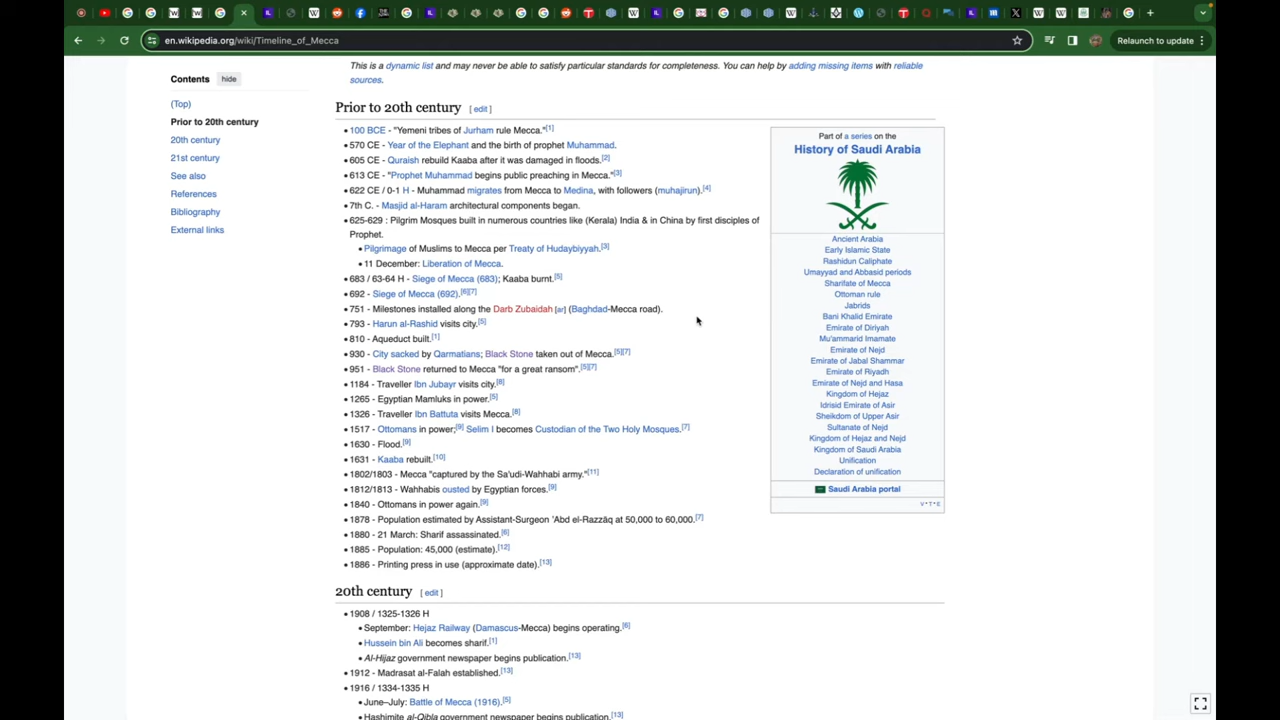 en.wikipedia.org/wiki/Timeline_of_Mecca
Relaunch to update
Contents hide
(Top)
Prior to 20th century
20th century
21st century
See also
References
Bibliography
External links
This is a dynamic list and may never be able to satisfy particular standards for completeness. You can help by adding missing items with reliable
sources.
Prior to 20th century [ edit ]
• 100 BCE - "Yemeni tribes of Jurham rule Mecca."[1]
• 570 CE - Year of the Elephant and the birth of prophet Muhammad.
• 605 CE - Quraish rebuild Kaaba after it was damaged in floods.[2]
• 613 CE - "Prophet Muhammad begins public preaching in Mecca."[3]
• 622 CE / 0-1 H - Muhammad migrates from Mecca to Medina, with followers (muhajirun).[4]
• 7th C. - Masjid al-Haram architectural components began.
• 625-629 : Pilgrim Mosques built in numerous countries like (Kerala) India & in China by first disciples of
Prophet.
• Pilgrimage of Muslims to Mecca per Treaty of Hudaybiyyah.[3]
• 11 December: Liberation of Mecca.
• 683 / 63-64 H - Siege of Mecca (683); Kaaba burnt.[5]
• 692 - Siege of Mecca (692).[6][7]
• 751 - Milestones installed along the Darb Zubaidah [ar] (Baghdad-Mecca road).
• 793 - Harun al-Rashid visits city.[5]
• 810 - Aqueduct built.[1]
• 930 - City sacked by Qarmatians; Black Stone taken out of Mecca.[5][7]
• 951 - Black Stone returned to Mecca "for a great ransom".[5][7]
• 1184 - Traveller Ibn Jubayr visits city.[8]
• 1265 - Egyptian Mamluks in power.[5]
• 1326 - Traveller Ibn Battuta visits Mecca.[8]
• 1517 - Ottomans in power;[9] Selim I becomes Custodian of the Two Holy Mosques.[7]
• 1630 - Flood.[9]
• 1631 - Kaaba rebuilt.[10]
• 1802/1803 - Mecca "captured by the Sa'udi-Wahhabi army."[11]
• 1812/1813 - Wahhabis ousted by Egyptian forces.[9]
• 1840 - Ottomans in power again.[9]
• 1878 - Population estimated by Assistant-Surgeon 'Abd el-Razzāq at 50,000 to 60,000.[7]
• 1880 - 21 March: Sharif assassinated.[6]
• 1885 - Population: 45,000 (estimate).[12]
• 1886 - Printing press in use (approximate date).[13]
20th century [ edit ]
• 1908 / 1325-1326 H
• September: Hejaz Railway (Damascus-Mecca) begins operating.[6]
• Hussein bin Ali becomes sharif.[1]
• Al-Hijaz government newspaper begins publication.[13]
• 1912 - Madrasat al-Falah established.[13]
• 1916 / 1334-1335 H
• June–July: Battle of Mecca (1916).[5]
• Hashimite al-Qibla government newspaper begins publication.[13]
Part of a series on the
History of Saudi Arabia
Ancient Arabia
Early Islamic State
Rashidun Caliphate
Umayyad and Abbasid periods
Sharifate of Mecca
Ottoman rule
Jabrids
Bani Khalid Emirate
Emirate of Diriyah
Mu'ammarid Imamate
Emirate of Nejd
Emirate of Jabal Shammar
Emirate of Riyadh
Emirate of Nejd and Hasa
Kingdom of Hejaz
Idrisid Emirate of Asir
Sheikdom of Upper Asir
Sultanate of Nejd
Kingdom of Hejaz and Nejd
Kingdom of Saudi Arabia
Unification
Declaration of unification
Saudi Arabia portal
V•T•E